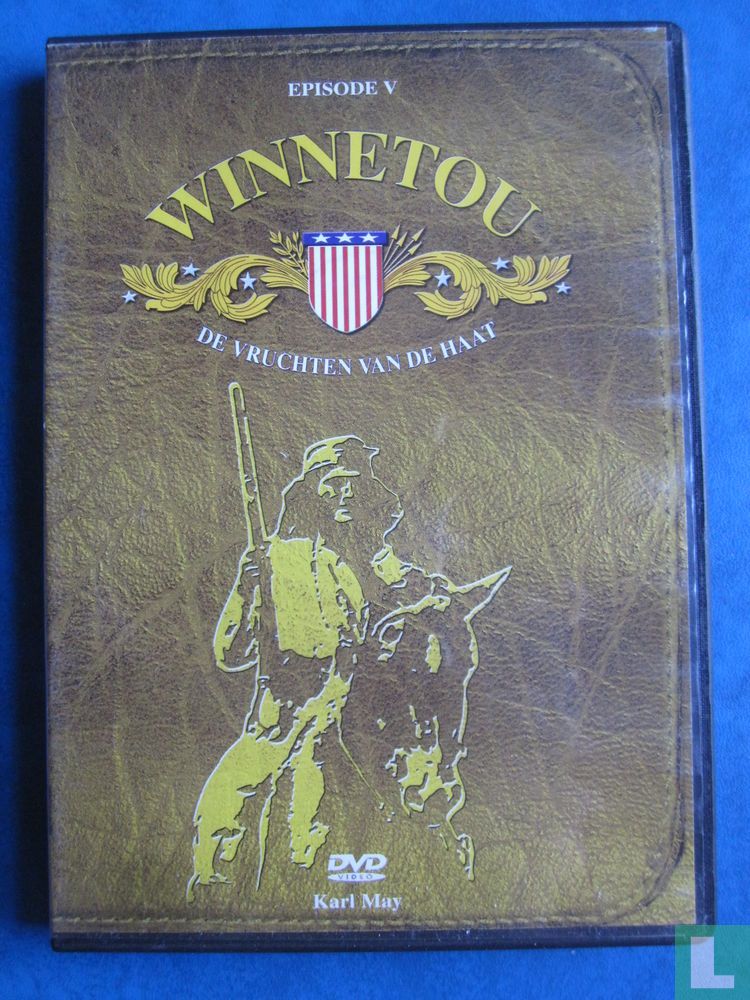 EPISODE V
WINNETOU
DE VRUCHTEN VAN DE HAAT
DVD
VIDEO
Karl May
L